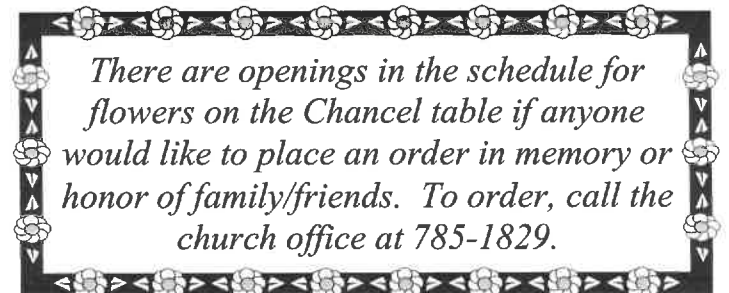 There are openings in the schedule for
flowers on the Chancel table if anyone
would like to place an order in memory or
honor of family/friends.  To order, call the
church office at 785-1829.